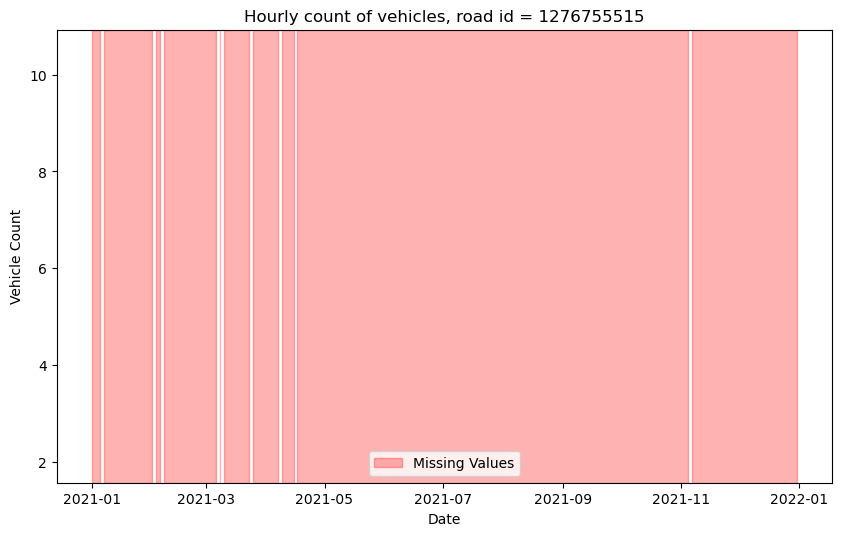 Hourly count of vehicles, road id = 1276755515
10
8
6
4
2
Vehicle Count
Missing Values
2021-01 2021-03 2021-05 2021-07 2021-09 2021-11 2022-01
Date